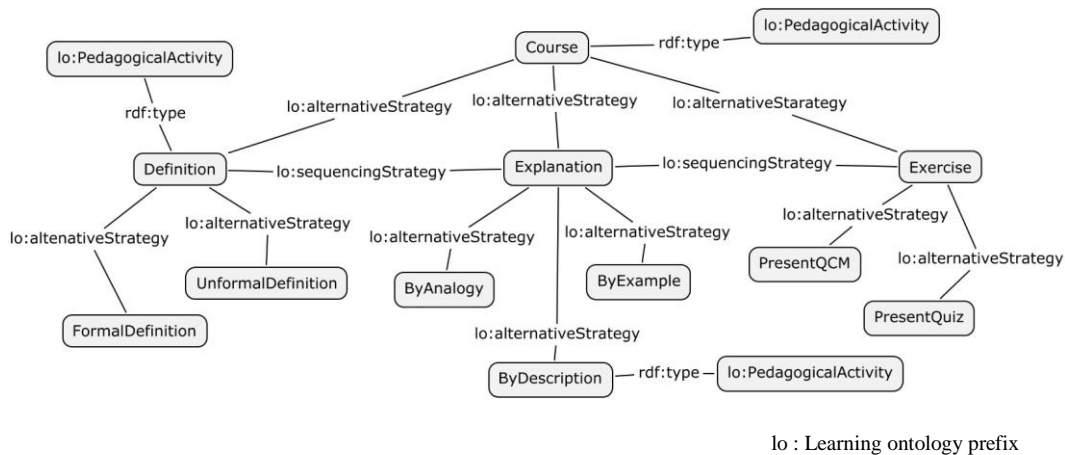 lo:PedagogicalActivity
Course
rdf:type
lo:PedagogicalActivity
rdf:type
lo:alternativeStrategy
lo:alternativeStrategy
lo:alternativeStarategy
Definition
lo:sequencingStrategy
Explanation
lo:sequencingStrategy
Exercise
lo:altenativeStrategy
lo:alternativeStrategy
lo:alternativeStrategy
lo:alternativeStrategy
lo:alternativeStrategy
lo:alternativeStrategy
UnformalDefinition
ByAnalogy
ByExample
PresentQCM
FormalDefinition
lo:alternativeStrategy
PresentQuiz
ByDescription
rdf:type
lo:PedagogicalActivity
lo : Learning ontology prefix